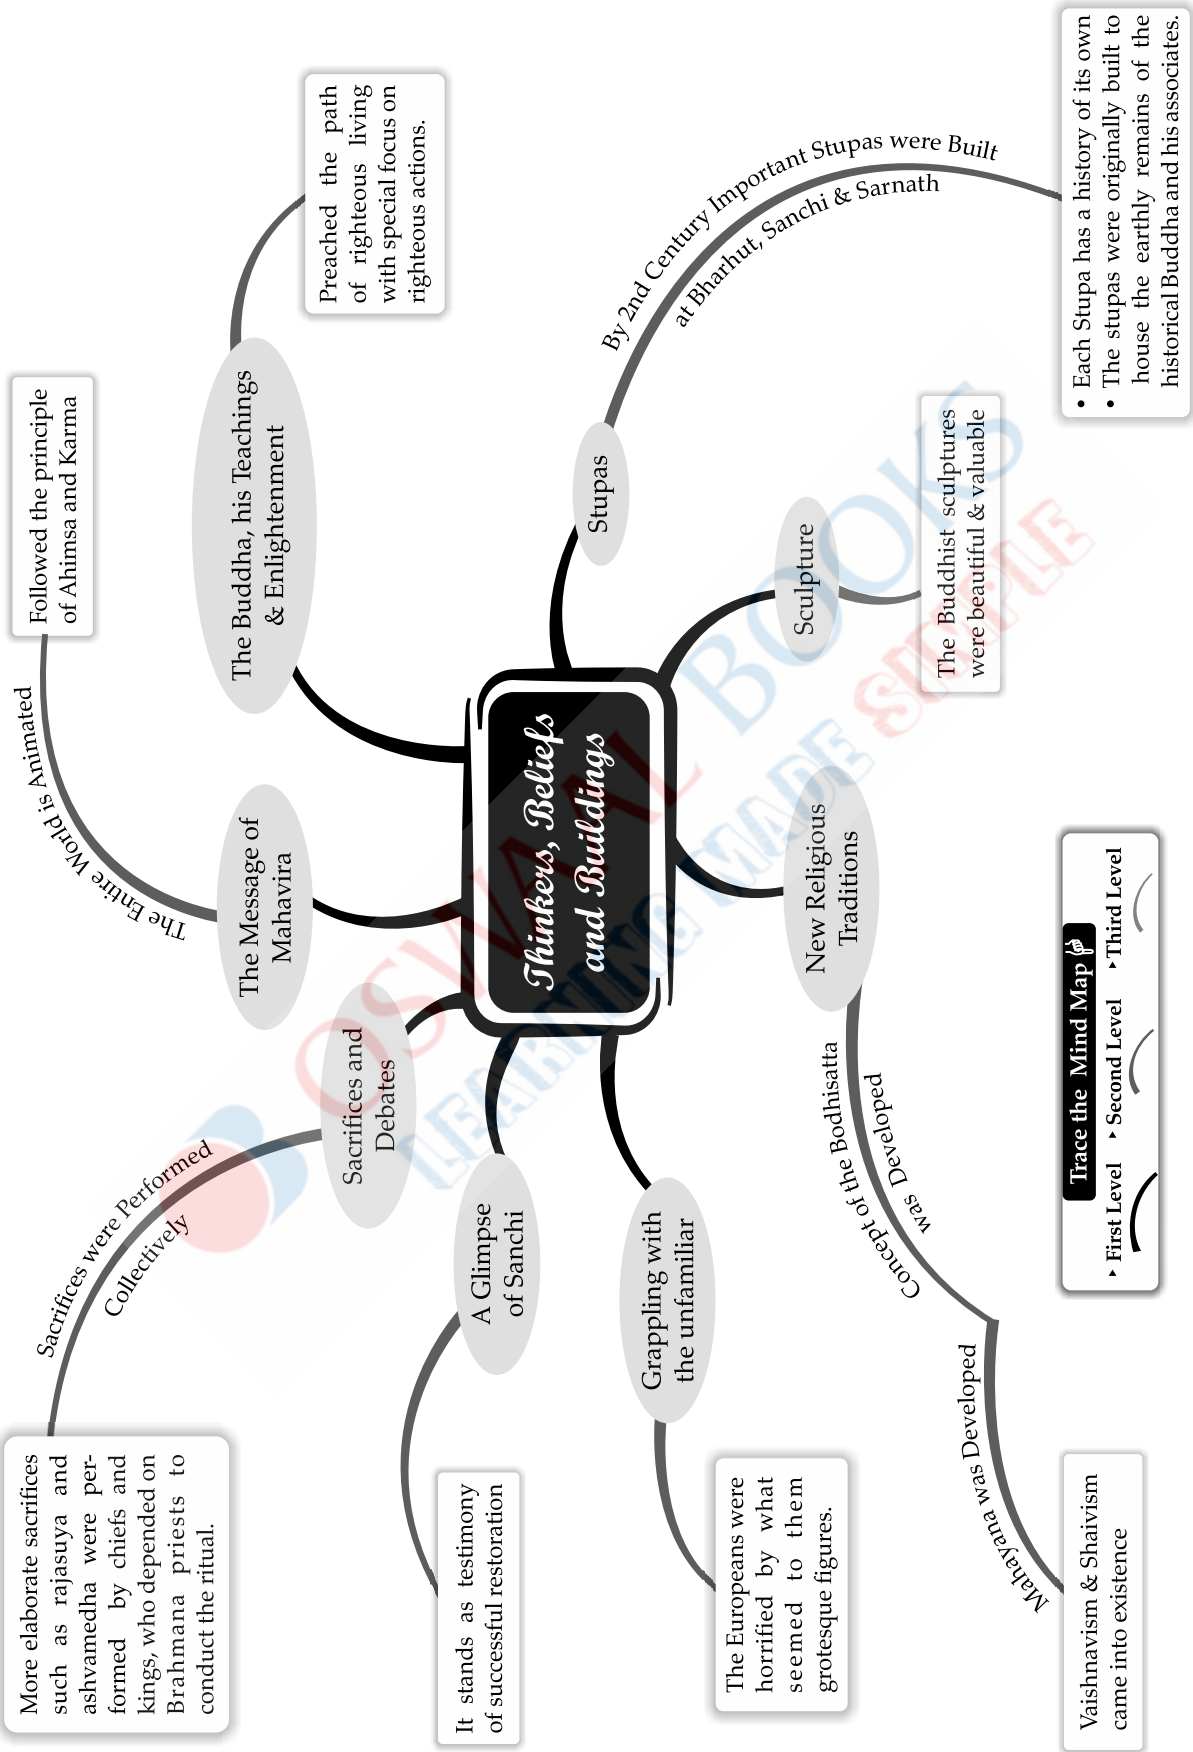 Thinkers, Beliefs
and Buildings
More elaborate sacrifices
such as rajasuya and
ashvamedha were per-
formed by chiefs and
kings, who depended on
Brahmana priests to
conduct the ritual.
Sacrifices were Performed
Collectively
Sacrifices and
Debates
The Entire World is Animated
Followed the principle
of Ahimsa and Karma
The Message of
Mahavira
The Buddha, his Teachings
& Enlightenment
Preached the path
of righteous living
with special focus on
righteous actions.
It stands as testimony
of successful restoration
A Glimpse
of Sanchi
Stupas
By 2nd Century Important Stupas were Built
at Bharhut, Sanchi & Sarnath
• Each Stupa has a history of its own
• The stupas were originally built to
house the earthly remains of the
historical Buddha and his associates.
The Europeans were
horrified by what
seemed to them
grotesque figures.
Grappling with
the unfamiliar
Sculpture
The Buddhist sculptures
were beautiful & valuable
New Religious
Traditions
Concept of the Bodhisatta
was Developed
Mahayana was Developed
Vaishnavism & Shaivism
came into existence
Trace the Mind Map
First Level
Second Level
Third Level
OSWAAL BOOKS
LEARNING MADE SIMPLE